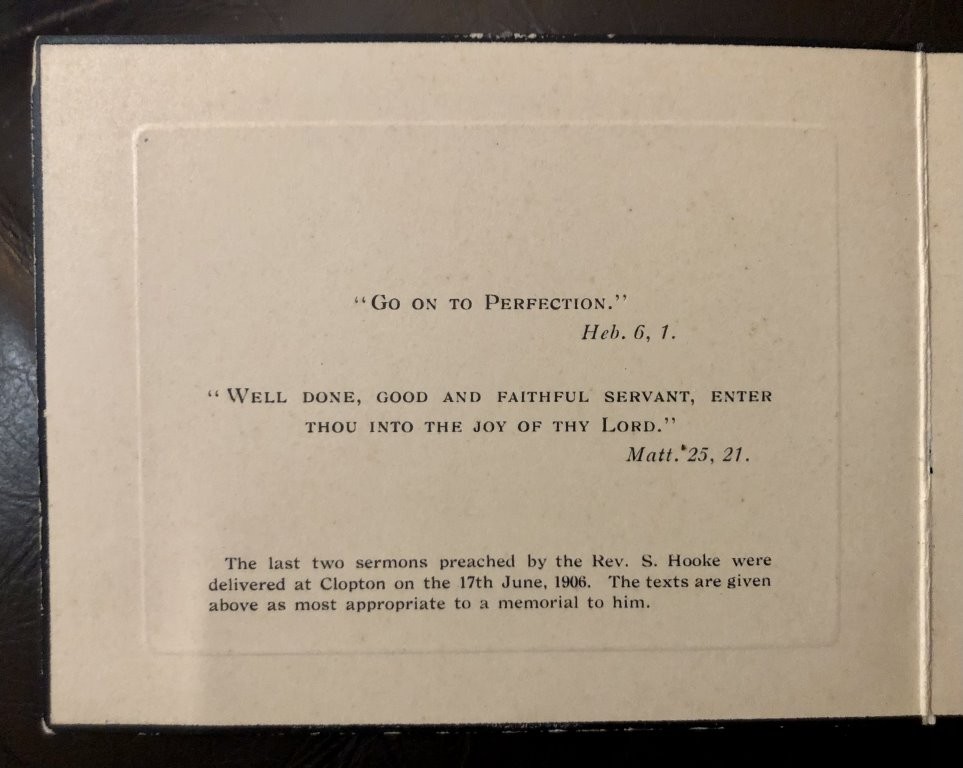 “Go on to Perfection.”
Heb. 6, 1.
“Well done, good and faithful servant, enter
thou into the joy of thy Lord.”
Matt. 25, 21.
The last two sermons preached by the Rev. S. Hooke were
delivered at Clopton on the 17th June, 1906. The texts are given
above as most appropriate to a memorial to him.